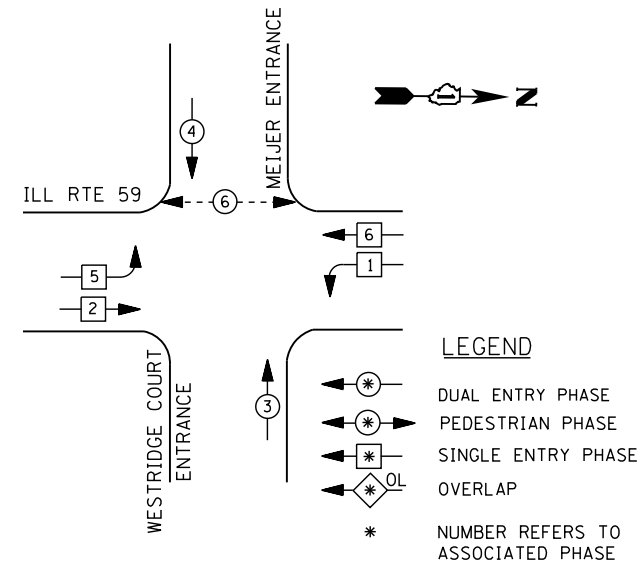 MEIJER ENTRANCE
4
1
N
ILL RTE 59
6
6
5
1
2
WESTRIDGE COURT
ENTRANCE
3
LEGEND
* DUAL ENTRY PHASE
* PEDESTRIAN PHASE
* SINGLE ENTRY PHASE
* OL OVERLAP
* NUMBER REFERS TO
ASSOCIATED PHASE